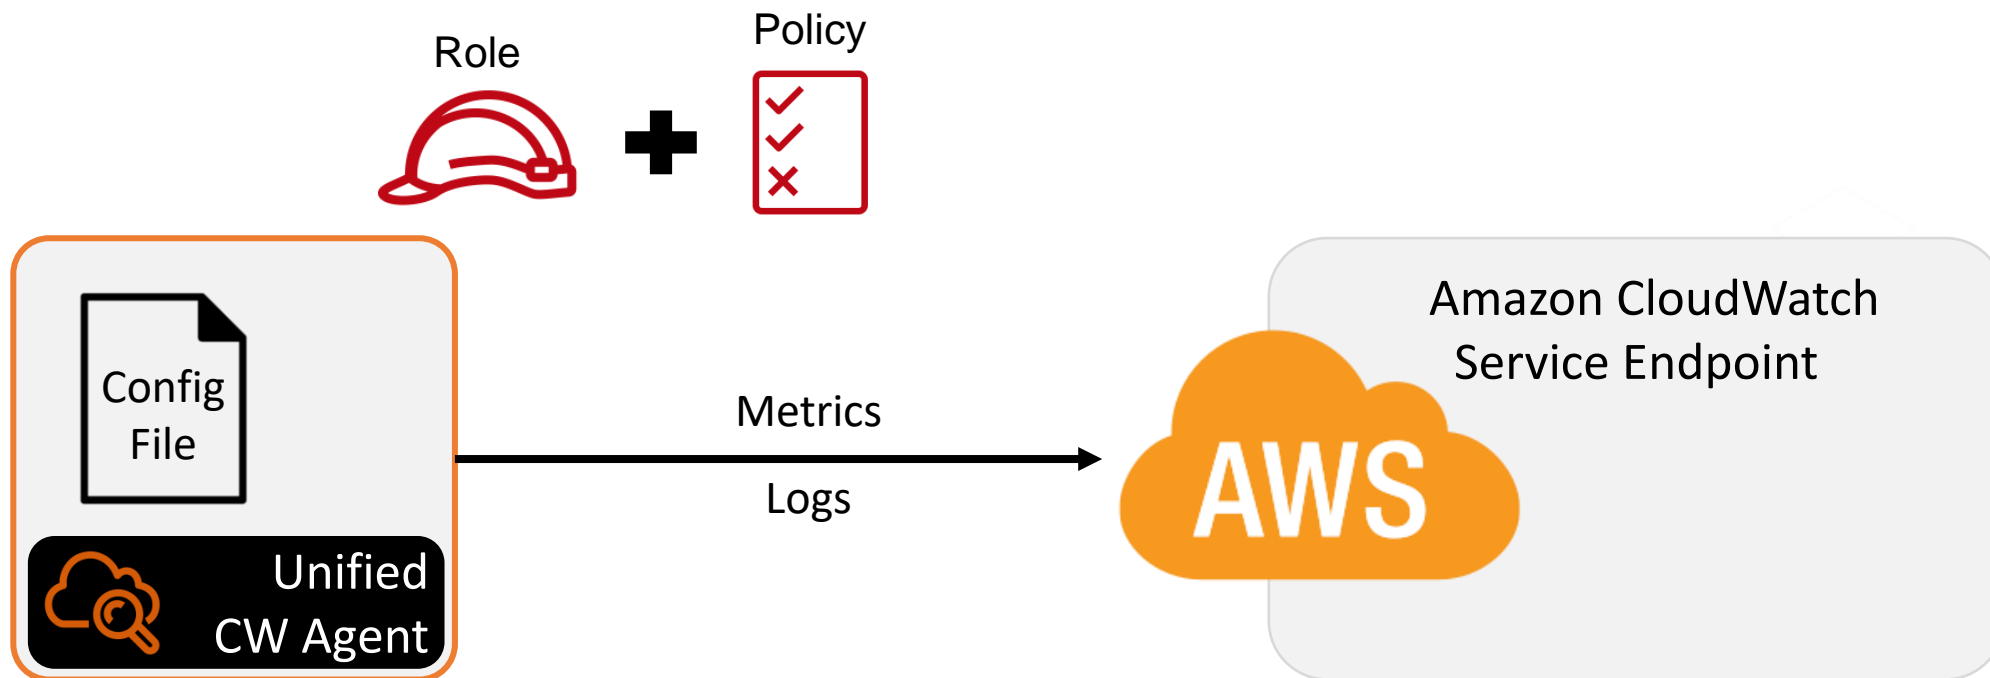 Role
Policy
Config
File
Unified
CW Agent
Metrics
Logs
AWS
Amazon CloudWatch
Service Endpoint